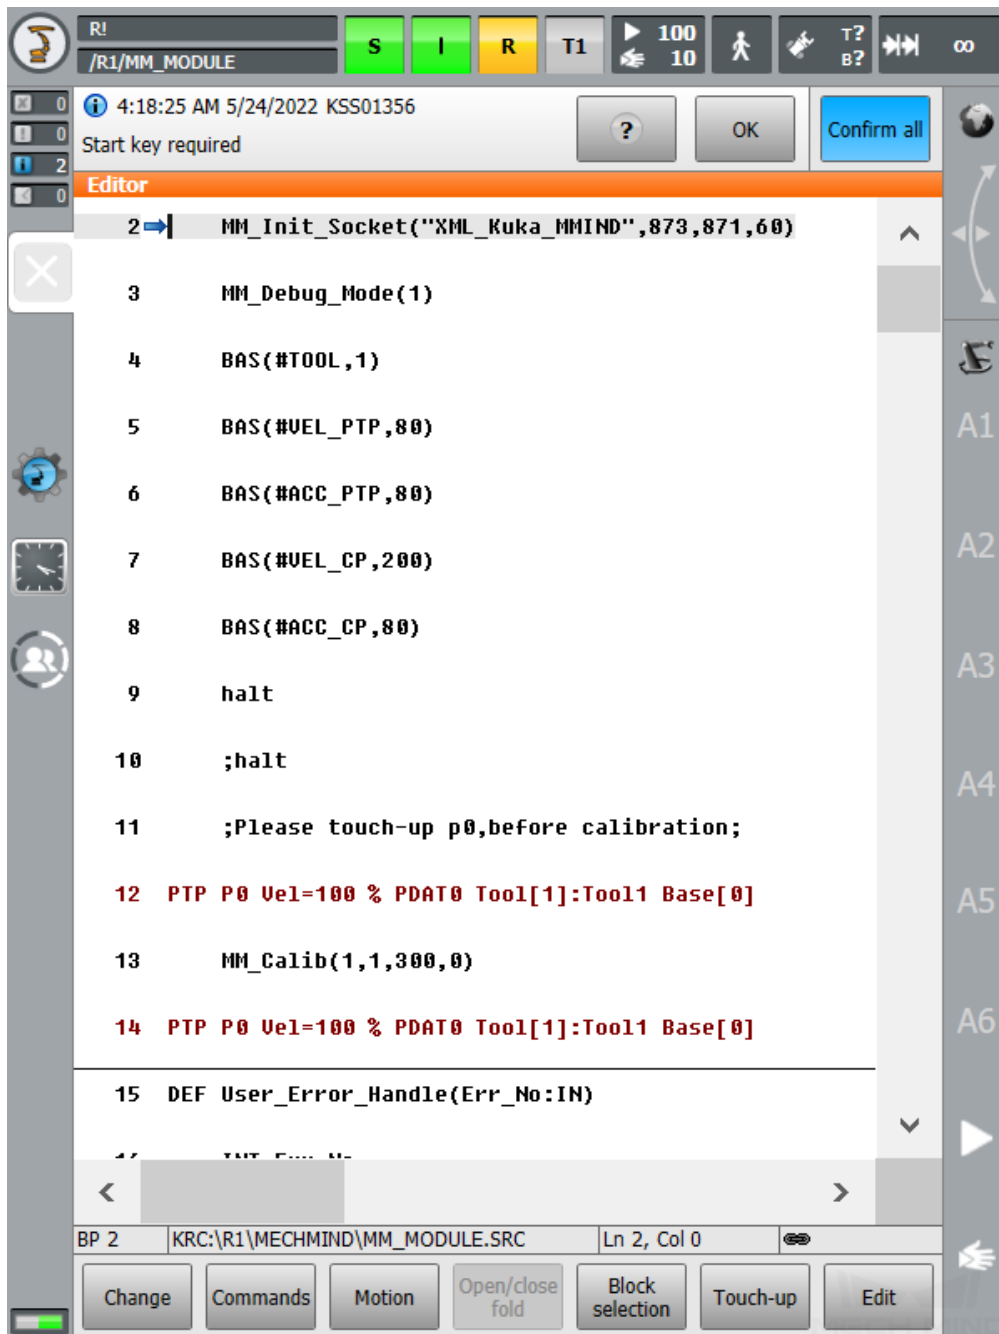 R!
/R1/MM_MODULE
S I R T1 100 10 T? B? ∞
0
0
2
0
4:18:25 AM 5/24/2022 KSS01356
Start key required
? OK Confirm all
Editor
2 MM_Init_Socket("XML_Kuka_MMIND",873,871,60)
3 MM_Debug_Mode(1)
4 BAS(#TOOL,1)
5 BAS(#VEL_PTP,80)
6 BAS(#ACC_PTP,80)
7 BAS(#VEL_CP,200)
8 BAS(#ACC_CP,80)
9 halt
10 ;halt
11 ;Please touch-up p0,before calibration;
12 PTP P0 Vel=100 % PDAT0 Tool[1]:Tool1 Base[0]
13 MM_Calib(1,1,300,0)
14 PTP P0 Vel=100 % PDAT0 Tool[1]:Tool1 Base[0]
15 DEF User_Error_Handle(Err_No:IN)
A1
A2
A3
A4
A5
A6
BP 2 KRC:\R1\MECHMIND\MM_MODULE.SRC Ln 2, Col 0
Change Commands Motion Open/close fold Block selection Touch-up Edit